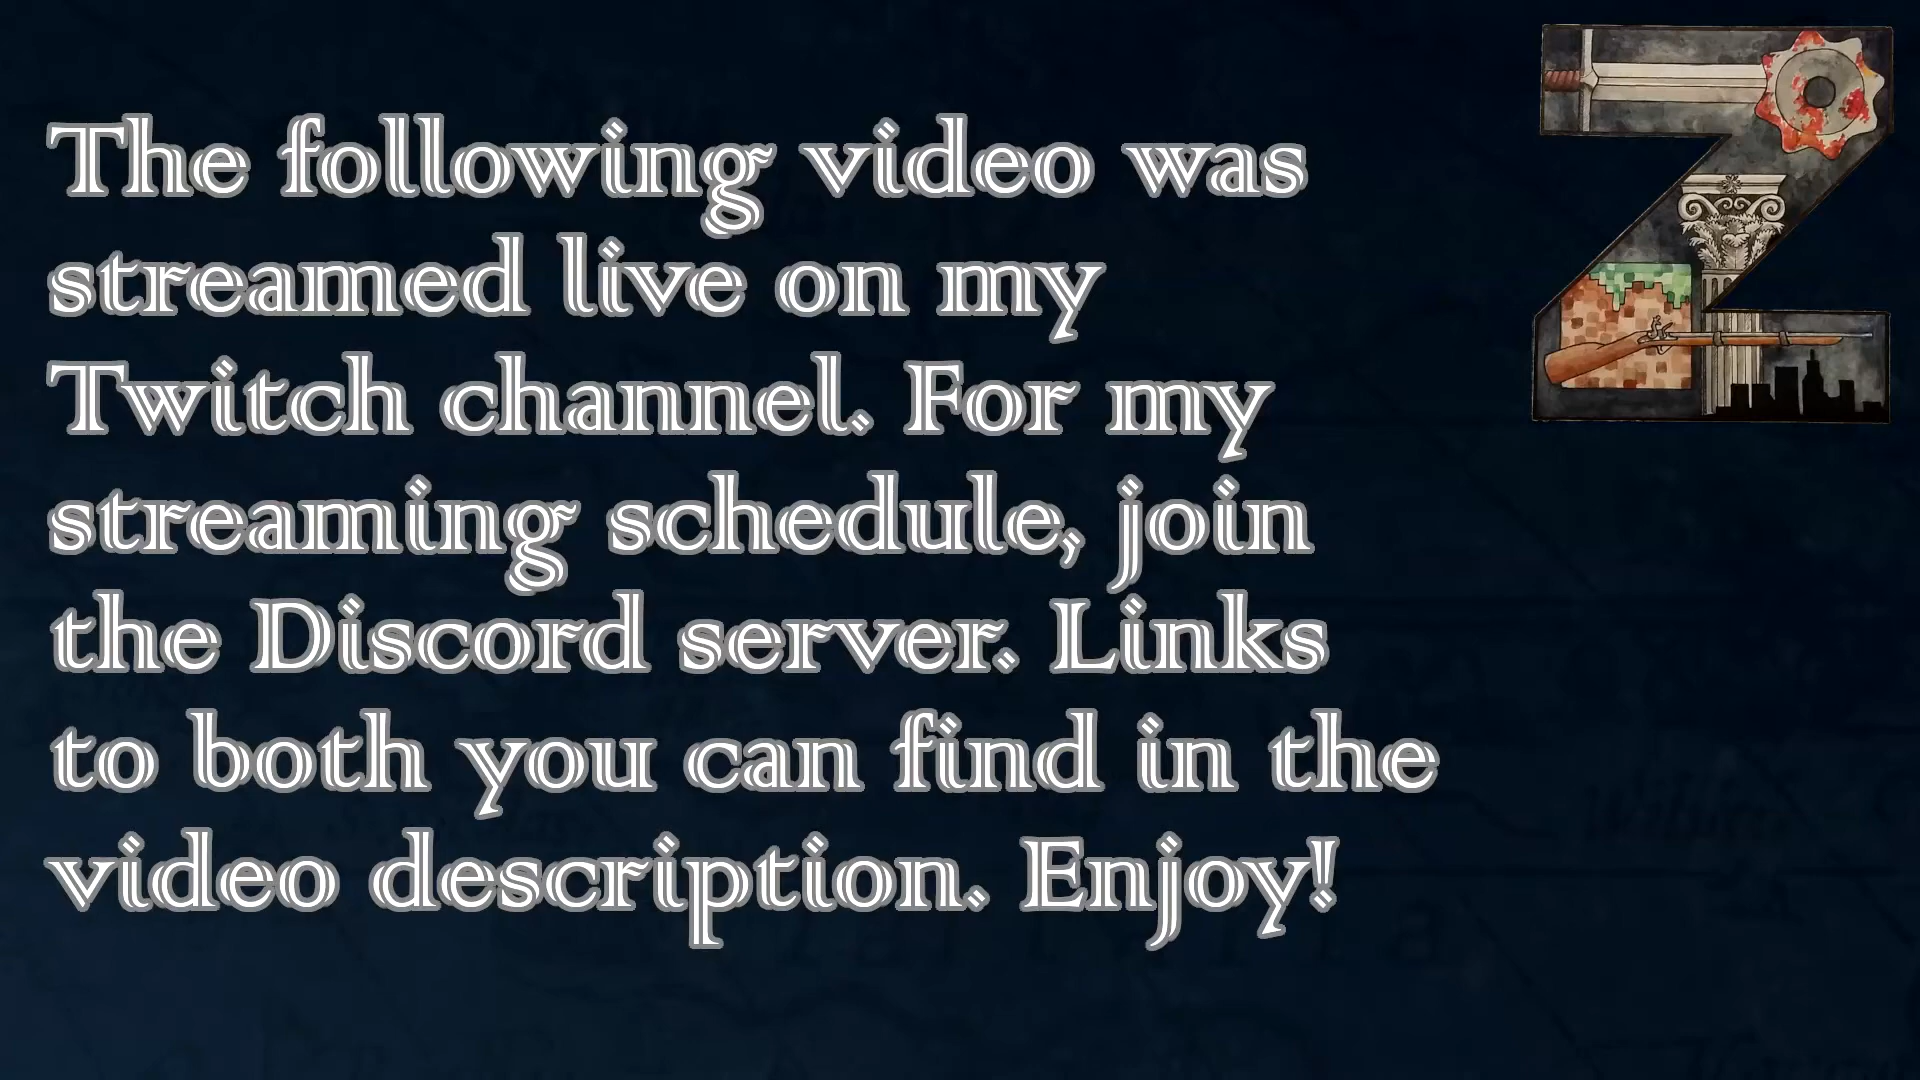 The following video was
streamed live on my
Twitch channel. For my
streaming schedule, join
the Discord server. Links
to both you can find in the
video description. Enjoy!